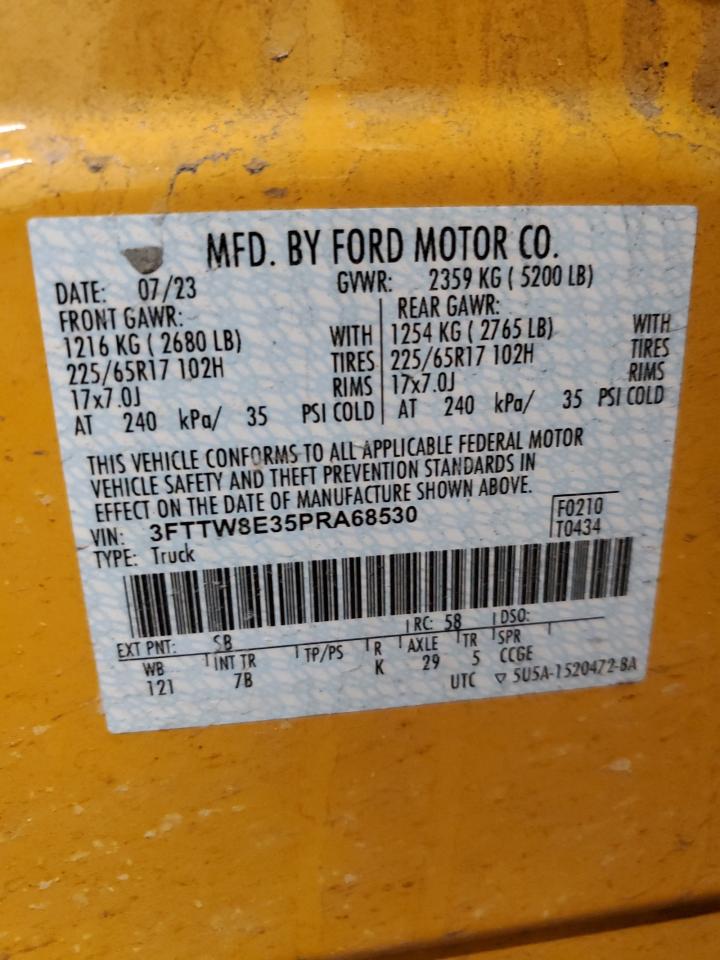 MFD. BY FORD MOTOR CO.
DATE: 07/23 GVWR: 2359 KG ( 5200 LB)
FRONT GAWR: REAR GAWR:
1216 KG ( 2680 LB) WITH 1254 KG ( 2765 LB) WITH
225/65R17 102H TIRES 225/65R17 102H TIRES
17x7.0J RIMS 17x7.0J RIMS
AT 240 kPa/ 35 PSI COLD AT 240 kPa/ 35 PSI COLD
THIS VEHICLE CONFORMS TO ALL APPLICABLE FEDERAL MOTOR
VEHICLE SAFETY AND THEFT PREVENTION STANDARDS IN
EFFECT ON THE DATE OF MANUFACTURE SHOWN ABOVE.
VIN: 3FTTW8E35PRA68530 F0210
TYPE: Truck T0434
EXT PNT: SB RC: 58 DSO:
WB INT TR TP/PS R AXLE TR SPR
121 7B K 29 5 CCGE
UTC ▽ 5U5A-1520472-BA